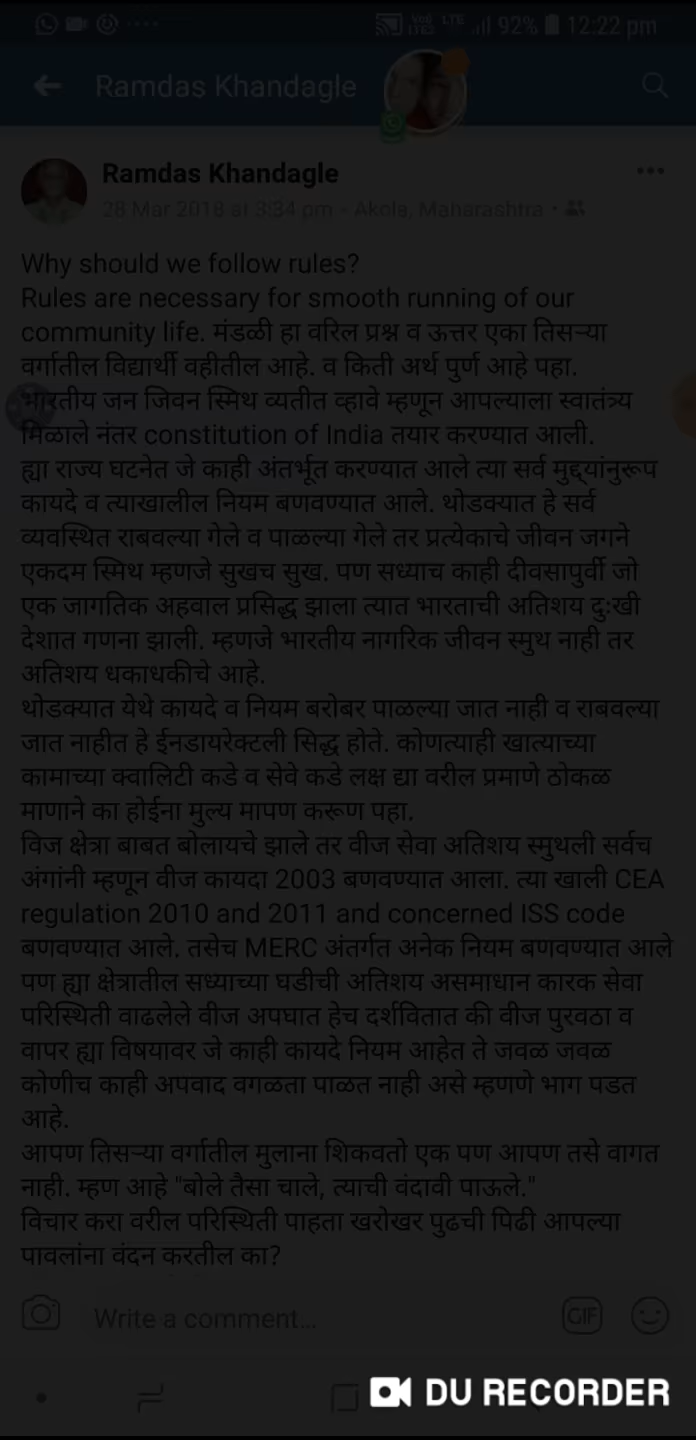 92% 12:22 pm
Ramdas Khandagle
Ramdas Khandagle
28 Mar 2018 at 3:34 pm - Akola, Maharashtra
Why should we follow rules?
Rules are necessary for smooth running of our
community life. मंडळी हा वरिल प्रश्न व ऊत्तर एका तिसऱ्या
वर्गातील विद्यार्थी वहीतील आहे. व किती अर्थ पुर्ण आहे पहा.
भारतीय जन जिवन स्मिथ व्यतीत व्हावे म्हणून आपल्याला स्वातंत्र्य
मिळाले नंतर constitution of India तयार करण्यात आली.
ह्या राज्य घटनेत जे काही अंतर्भूत करण्यात आले त्या सर्व मुद्द्यांनुरूप
कायदे व त्याखालील नियम बणवण्यात आले. थोडक्यात हे सर्व
व्यवस्थित राबवल्या गेले व पाळल्या गेले तर प्रत्येकाचे जीवन जगने
एकदम स्मिथ म्हणजे सुखच सुख. पण सध्याच काही दीवसापुर्वी जो
एक जागतिक अहवाल प्रसिद्ध झाला त्यात भारताची अतिशय दुःखी
देशात गणना झाली. म्हणजे भारतीय नागरिक जीवन स्मुथ नाही तर
अतिशय धकाधकीचे आहे.
थोडक्यात येथे कायदे व नियम बरोबर पाळल्या जात नाही व राबवल्या
जात नाहीत हे ईनडायरेक्टली सिद्ध होते. कोणत्याही खात्याच्या
कामाच्या क्वालिटी कडे व सेवे कडे लक्ष द्या वरील प्रमाणे ठोकळ
माणाने का होईना मुल्य मापण करूण पहा.
विज क्षेत्रा बाबत बोलायचे झाले तर वीज सेवा अतिशय स्मुथली सर्वच
अंगांनी म्हणून वीज कायदा 2003 बणवण्यात आला. त्या खाली CEA
regulation 2010 and 2011 and concerned ISS code
बणवण्यात आले. तसेच MERC अंतर्गत अनेक नियम बणवण्यात आले
पण ह्या क्षेत्रातील सध्याच्या घडीची अतिशय असमाधान कारक सेवा
परिस्थिती वाढलेले वीज अपघात हेच दर्शवितात की वीज पुरवठा व
वापर ह्या विषयावर जे काही कायदे नियम आहेत ते जवळ जवळ
कोणीच काही अपवाद वगळता पाळत नाही असे म्हणणे भाग पडत
आहे.
आपण तिसऱ्या वर्गातील मुलाना शिकवतो एक पण आपण तसे वागत
नाही. म्हण आहे "बोले तैसा चाले, त्याची वंदावी पाऊले."
विचार करा वरील परिस्थिती पाहता खरोखर पुढची पिढी आपल्या
पावलांना वंदन करतील का?
Write a comment...
GIF
DU RECORDER